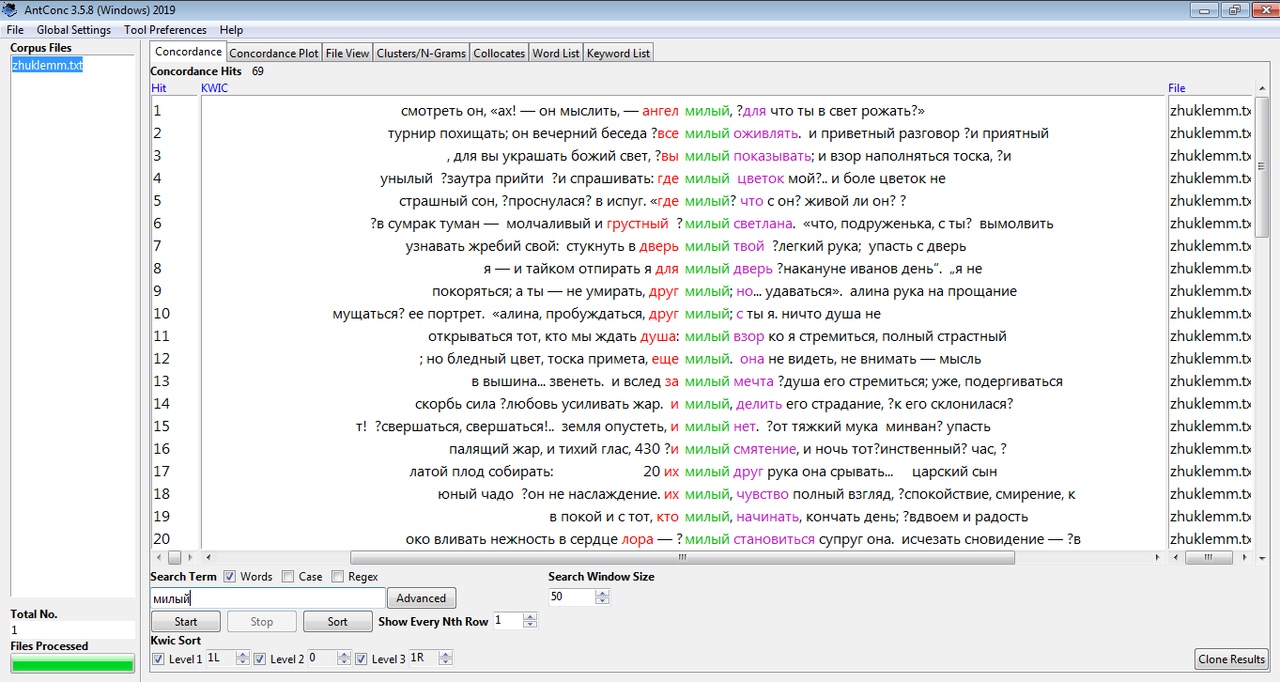 AntConc 3.5.8 (Windows) 2019
File Global Settings Tool Preferences Help
Corpus Files
zhuklemm.txt
Total No.
1
Files Processed
Concordance Concordance Plot File View Clusters/N-Grams Collocates Word List Keyword List
Concordance Hits 69
Hit KWIC File
1 смотреть он, «ах! — он мыслить, — ангел милый, ?для что ты в свет рожать?» zhuklemm.tx
2 турнир похищать; он вечерний беседа ?все милый оживлять. и приветный разговор ?и приятный zhuklemm.tx
3 , для вы украшать божий свет, ?вы милый показывать; и взор наполняться тоска, ?и zhuklemm.tx
4 унылый ?заутра прийти ?и спрашивать: где милый цветок мой?.. и боле цветок не zhuklemm.tx
5 страшный сон, ?проснулася? в испуг. «где милый? что с он? живой ли он? ? zhuklemm.tx
6 ?в сумрак туман — молчаливый и грустный ?милый светлана. «что, подруженька, с ты? вымолвить zhuklemm.tx
7 узнавать жребий свой: стукнуть в дверь милый твой ?легкий рука; упасть с дверь zhuklemm.tx
8 я — и тайком отпирать я для милый дверь ?накануне иванов день“. „я не zhuklemm.tx
9 покоряться; а ты — не умирать, друг милый; но... удаваться». алина рука на прощание zhuklemm.tx
10 мущаться? ее портрет. «алина, пробуждаться, друг милый; с ты я. ничто душа не zhuklemm.tx
11 открываться тот, кто мы ждать душа: милый взор ко я стремиться, полный страстный zhuklemm.tx
12 ; но бледный цвет, тоска примета, еще милый. она не видеть, не внимать — мысль zhuklemm.tx
13 в вышина... звенеть. и вслед за милый мечта ?душа его стремиться; уже, подергиваться zhuklemm.tx
14 скорбь сила ?любовь усиливать жар. и милый, делить его страдание, ?к его склонилася? zhuklemm.tx
15 т! ?свершаться, свершаться!.. земля опустеть, и милый нет. ?от тяжкий мука минван? упасть zhuklemm.tx
16 палящий жар, и тихий глас, 430 ?и милый смятение, и ночь тот?инственный? час, ? zhuklemm.tx
17 латой плод собирать: 20 их милый друг рука она срывать... царский сын zhuklemm.tx
18 юный чадо ?он не наслаждение. их милый, чувство полный взгляд, ?спокойствие, смирение, к zhuklemm.tx
19 в покой и с тот, кто милый, начинать, кончать день; ?вдвоем и радость zhuklemm.tx
20 око вливать нежность в сердце лора — ?милый становиться супруг она. исчезать сновидение — ?в zhuklemm.tx
Search Term Words Case Regex Search Window Size
милый Advanced 50
Start Stop Sort Show Every Nth Row 1
Kwic Sort
Level 1 1L Level 2 0 Level 3 1R Clone Results